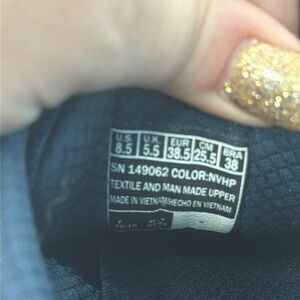 U.S. U.K. EUR CM BRA
8.5 5.5 38.5 25.5 38
SN 149062 COLOR:NVHP
TEXTILE AND MAN MADE UPPER
MADE IN VIETNAM/HECHO EN VIETNAM